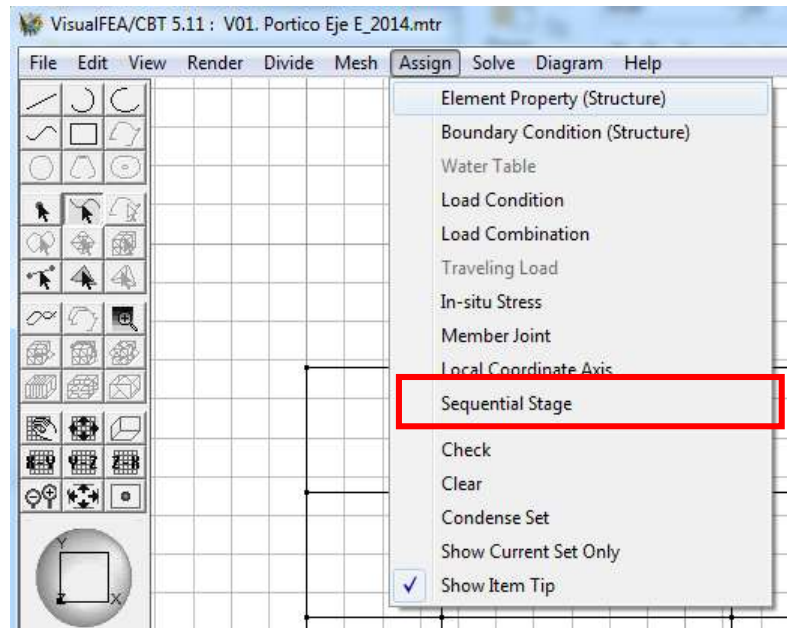 VisualFEA/CBT 5.11 : V01. Portico Eje E_2014.mtr
File Edit View Render Divide Mesh Assign Solve Diagram Help
Element Property (Structure)
Boundary Condition (Structure)
Water Table
Load Condition
Load Combination
Traveling Load
In-situ Stress
Member Joint
Local Coordinate Axis
Sequential Stage
Check
Clear
Condense Set
Show Current Set Only
✓ Show Item Tip
X-Y Y-Z Z-X
Y
Z X